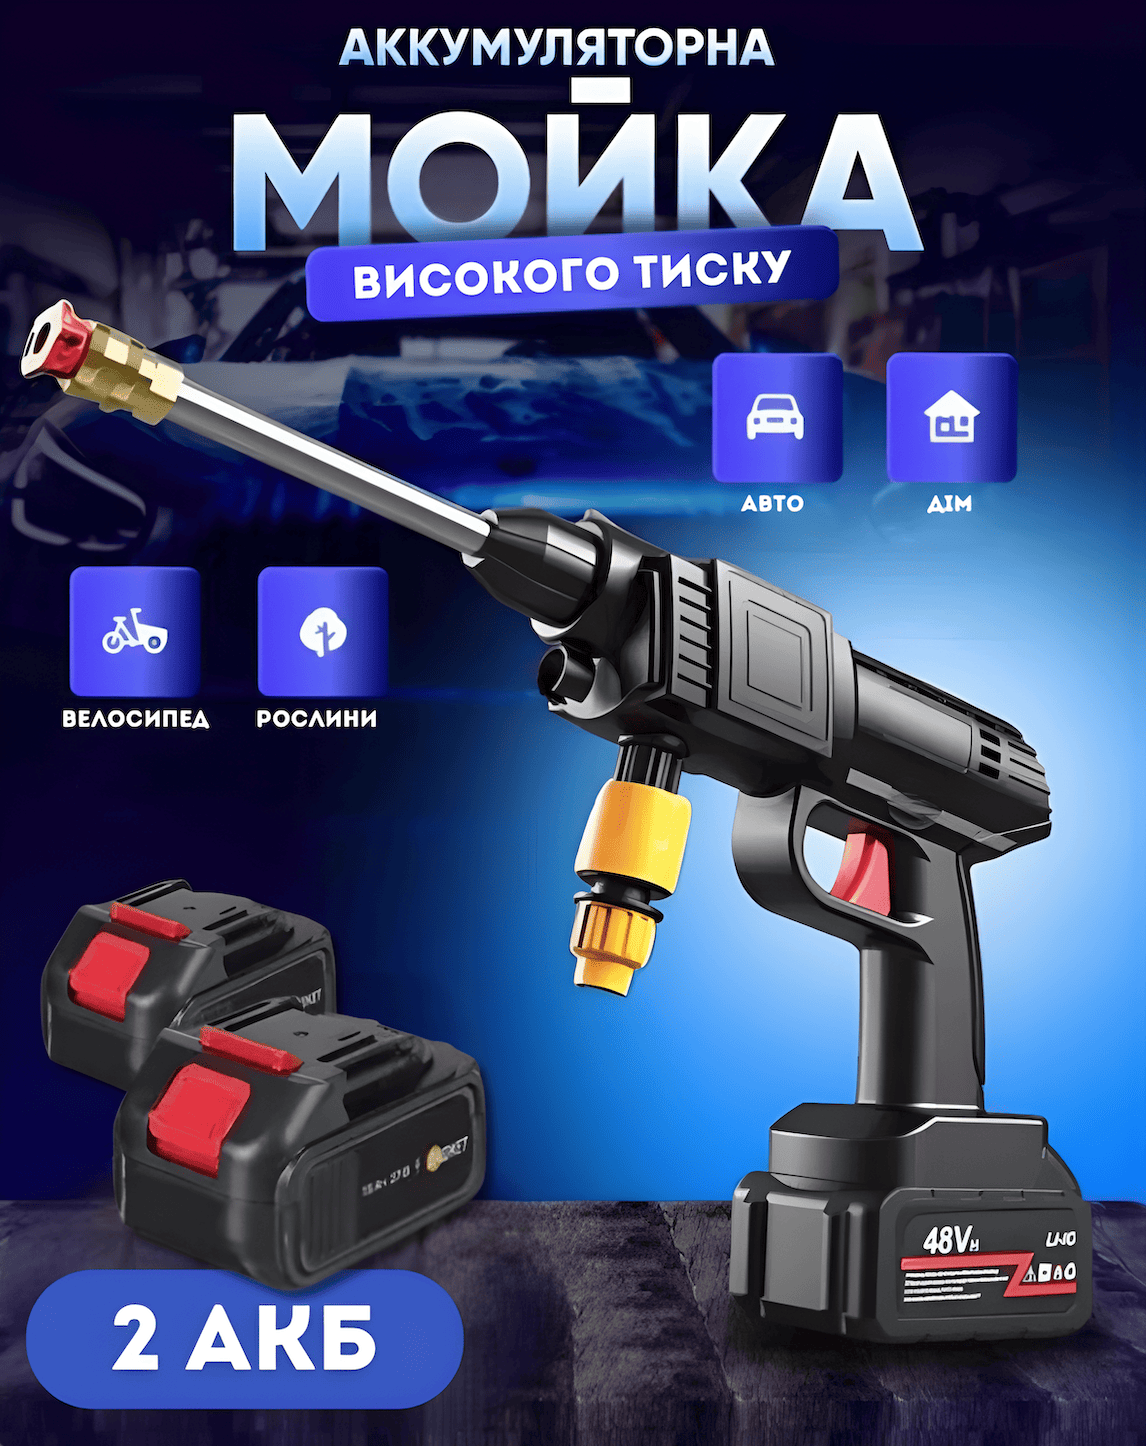 АККУМУЛЯТОРНА
МОЙКА
ВИСОКОГО ТИСКУ
АВТО
ДІМ
ВЕЛОСИПЕД
РОСЛИНИ
48V
2 АКБ